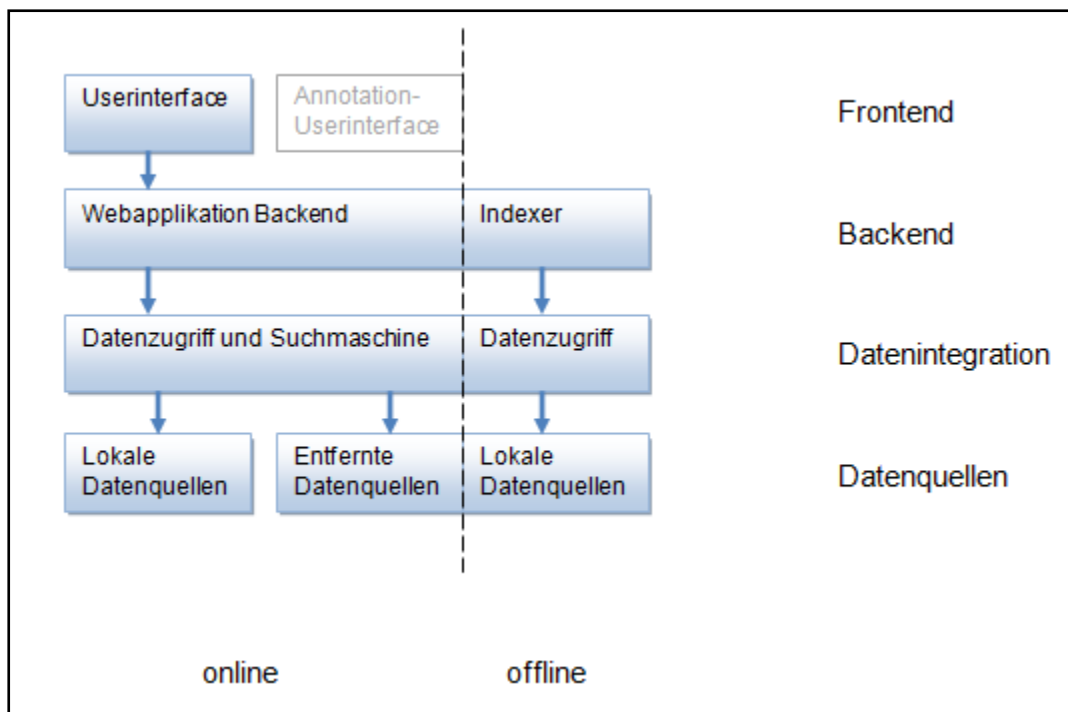 Userinterface
Annotation-
Userinterface
Frontend
Webapplikation Backend
Indexer
Backend
Datenzugriff und Suchmaschine
Datenzugriff
Datenintegration
Lokale
Datenquellen
Entfernte
Datenquellen
Lokale
Datenquellen
Datenquellen
online
offline